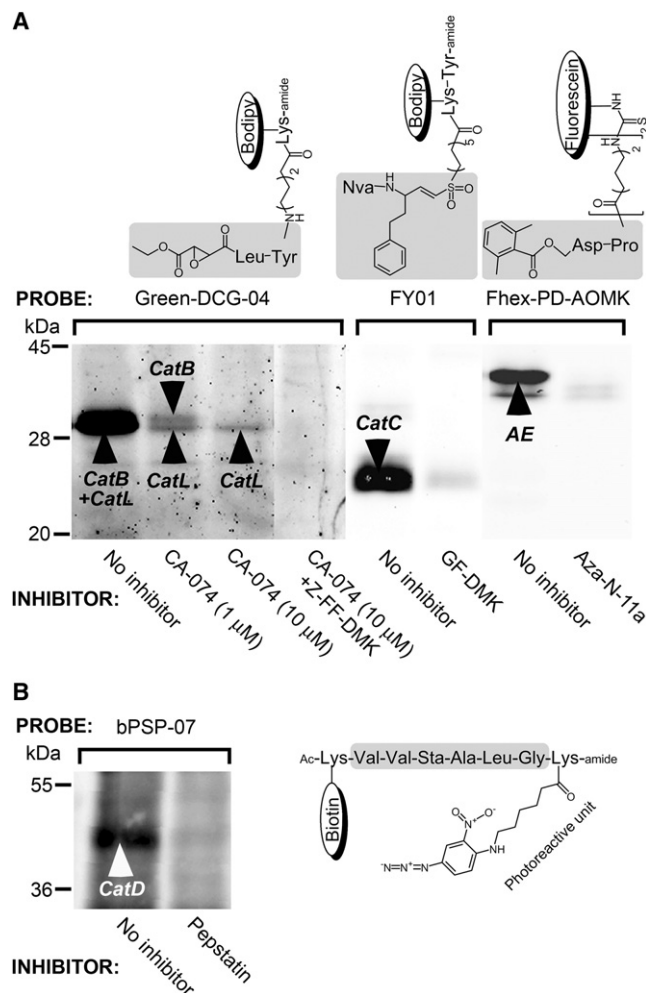 A
Bodipy
Lys-amide
O
2
NH
O
O
O
O
Leu-Tyr
Bodipy
Lys-Tyr-amide
O
5
O
S
O
H
N
Nva
Fluorescein
NH
S
HN
2
2
O
O
O
Asp-Pro
PROBE: Green-DCG-04 FY01 Fhex-PD-AOMK
kDa
45
28
20
CatB
CatB
+CatL
CatL
CatL
CatC
AE
INHIBITOR:
No inhibitor
CA-074 (1 µM)
CA-074 (10 µM)
CA-074 (10 µM)
+Z-FF-DMK
No inhibitor
GF-DMK
No inhibitor
Aza-N-11a
B
PROBE: bPSP-07
kDa
55
36
CatD
INHIBITOR:
No inhibitor
Pepstatin
Ac-Lys-Val-Val-Sta-Ala-Leu-Gly-Lys-amide
Biotin
O
O
N+
O-
NH
-N=N+=N
Photoreactive unit